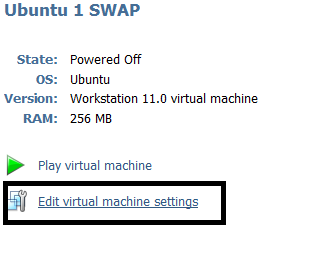 Ubuntu 1 SWAP
State: Powered Off
OS: Ubuntu
Version: Workstation 11.0 virtual machine
RAM: 256 MB
Play virtual machine
Edit virtual machine settings